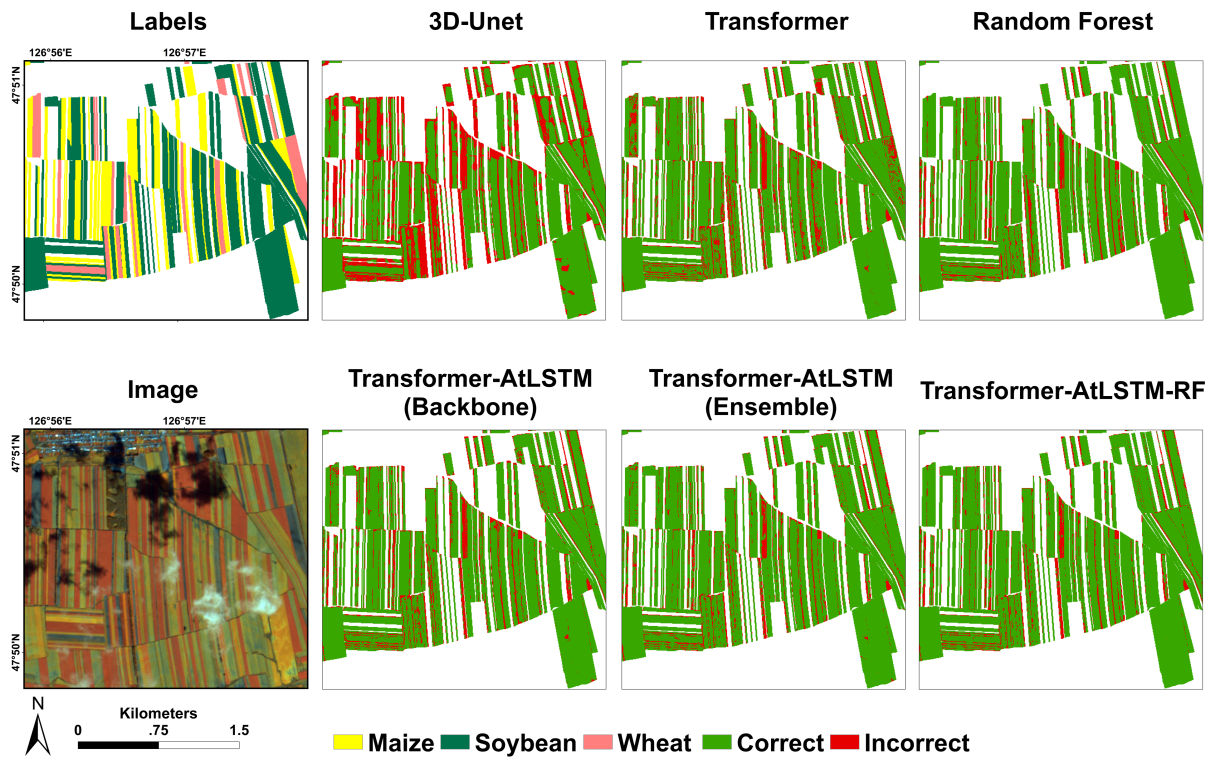 Labels
3D-Unet
Transformer
Random Forest
126°56'E
126°57'E
47°51'N
47°50'N
Image
Transformer-AtLSTM
(Backbone)
Transformer-AtLSTM
(Ensemble)
Transformer-AtLSTM-RF
126°56'E
126°57'E
47°51'N
47°50'N
N
Kilometers
0 .75 1.5
Maize Soybean Wheat Correct Incorrect